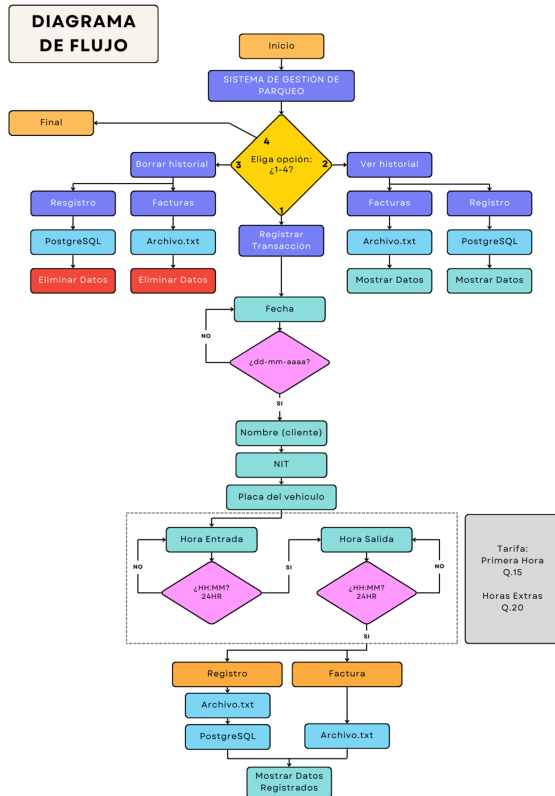 DIAGRAMA
DE FLUJO
Inicio
SISTEMA DE GESTIÓN DE
PARQUEO
Final
4
Eliga opción:
¿1-4?
3
2
1
Borrar historial
Ver historial
Resgistro
Facturas
Registrar
Transacción
Facturas
Registro
PostgreSQL
Archivo.txt
Archivo.txt
PostgreSQL
Eliminar Datos
Eliminar Datos
Mostrar Datos
Mostrar Datos
Fecha
NO
¿dd-mm-aaaa?
SI
Nombre (cliente)
NIT
Placa del vehículo
Hora Entrada
Hora Salida
NO
SI
NO
¿HH:MM?
24HR
¿HH:MM?
24HR
SI
Tarifa:
Primera Hora
Q.15
Horas Extras
Q.20
Registro
Factura
Archivo.txt
PostgreSQL
Archivo.txt
Mostrar Datos
Registrados